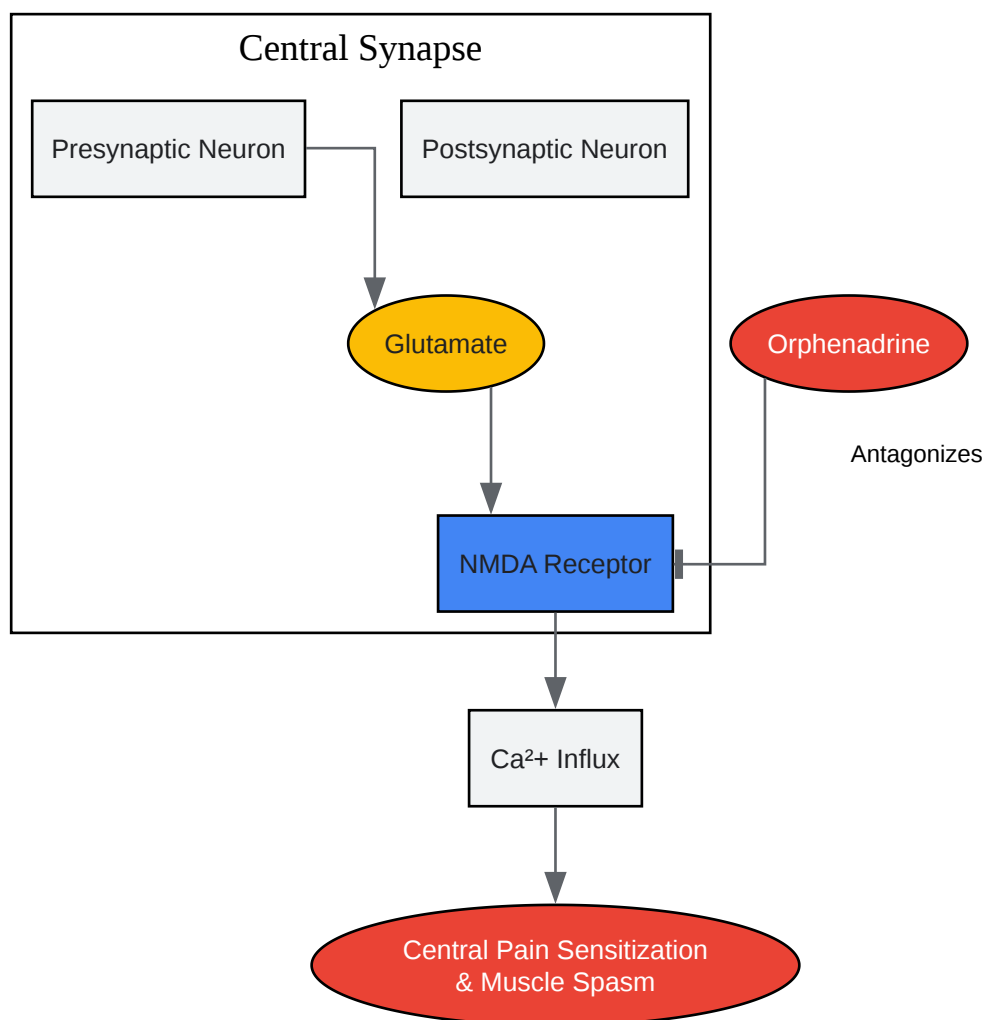 Central Synapse
Presynaptic Neuron
Postsynaptic Neuron
Glutamate
Orphenadrine
Antagonizes
NMDA Receptor
Ca²+ Influx
Central Pain Sensitization
& Muscle Spasm